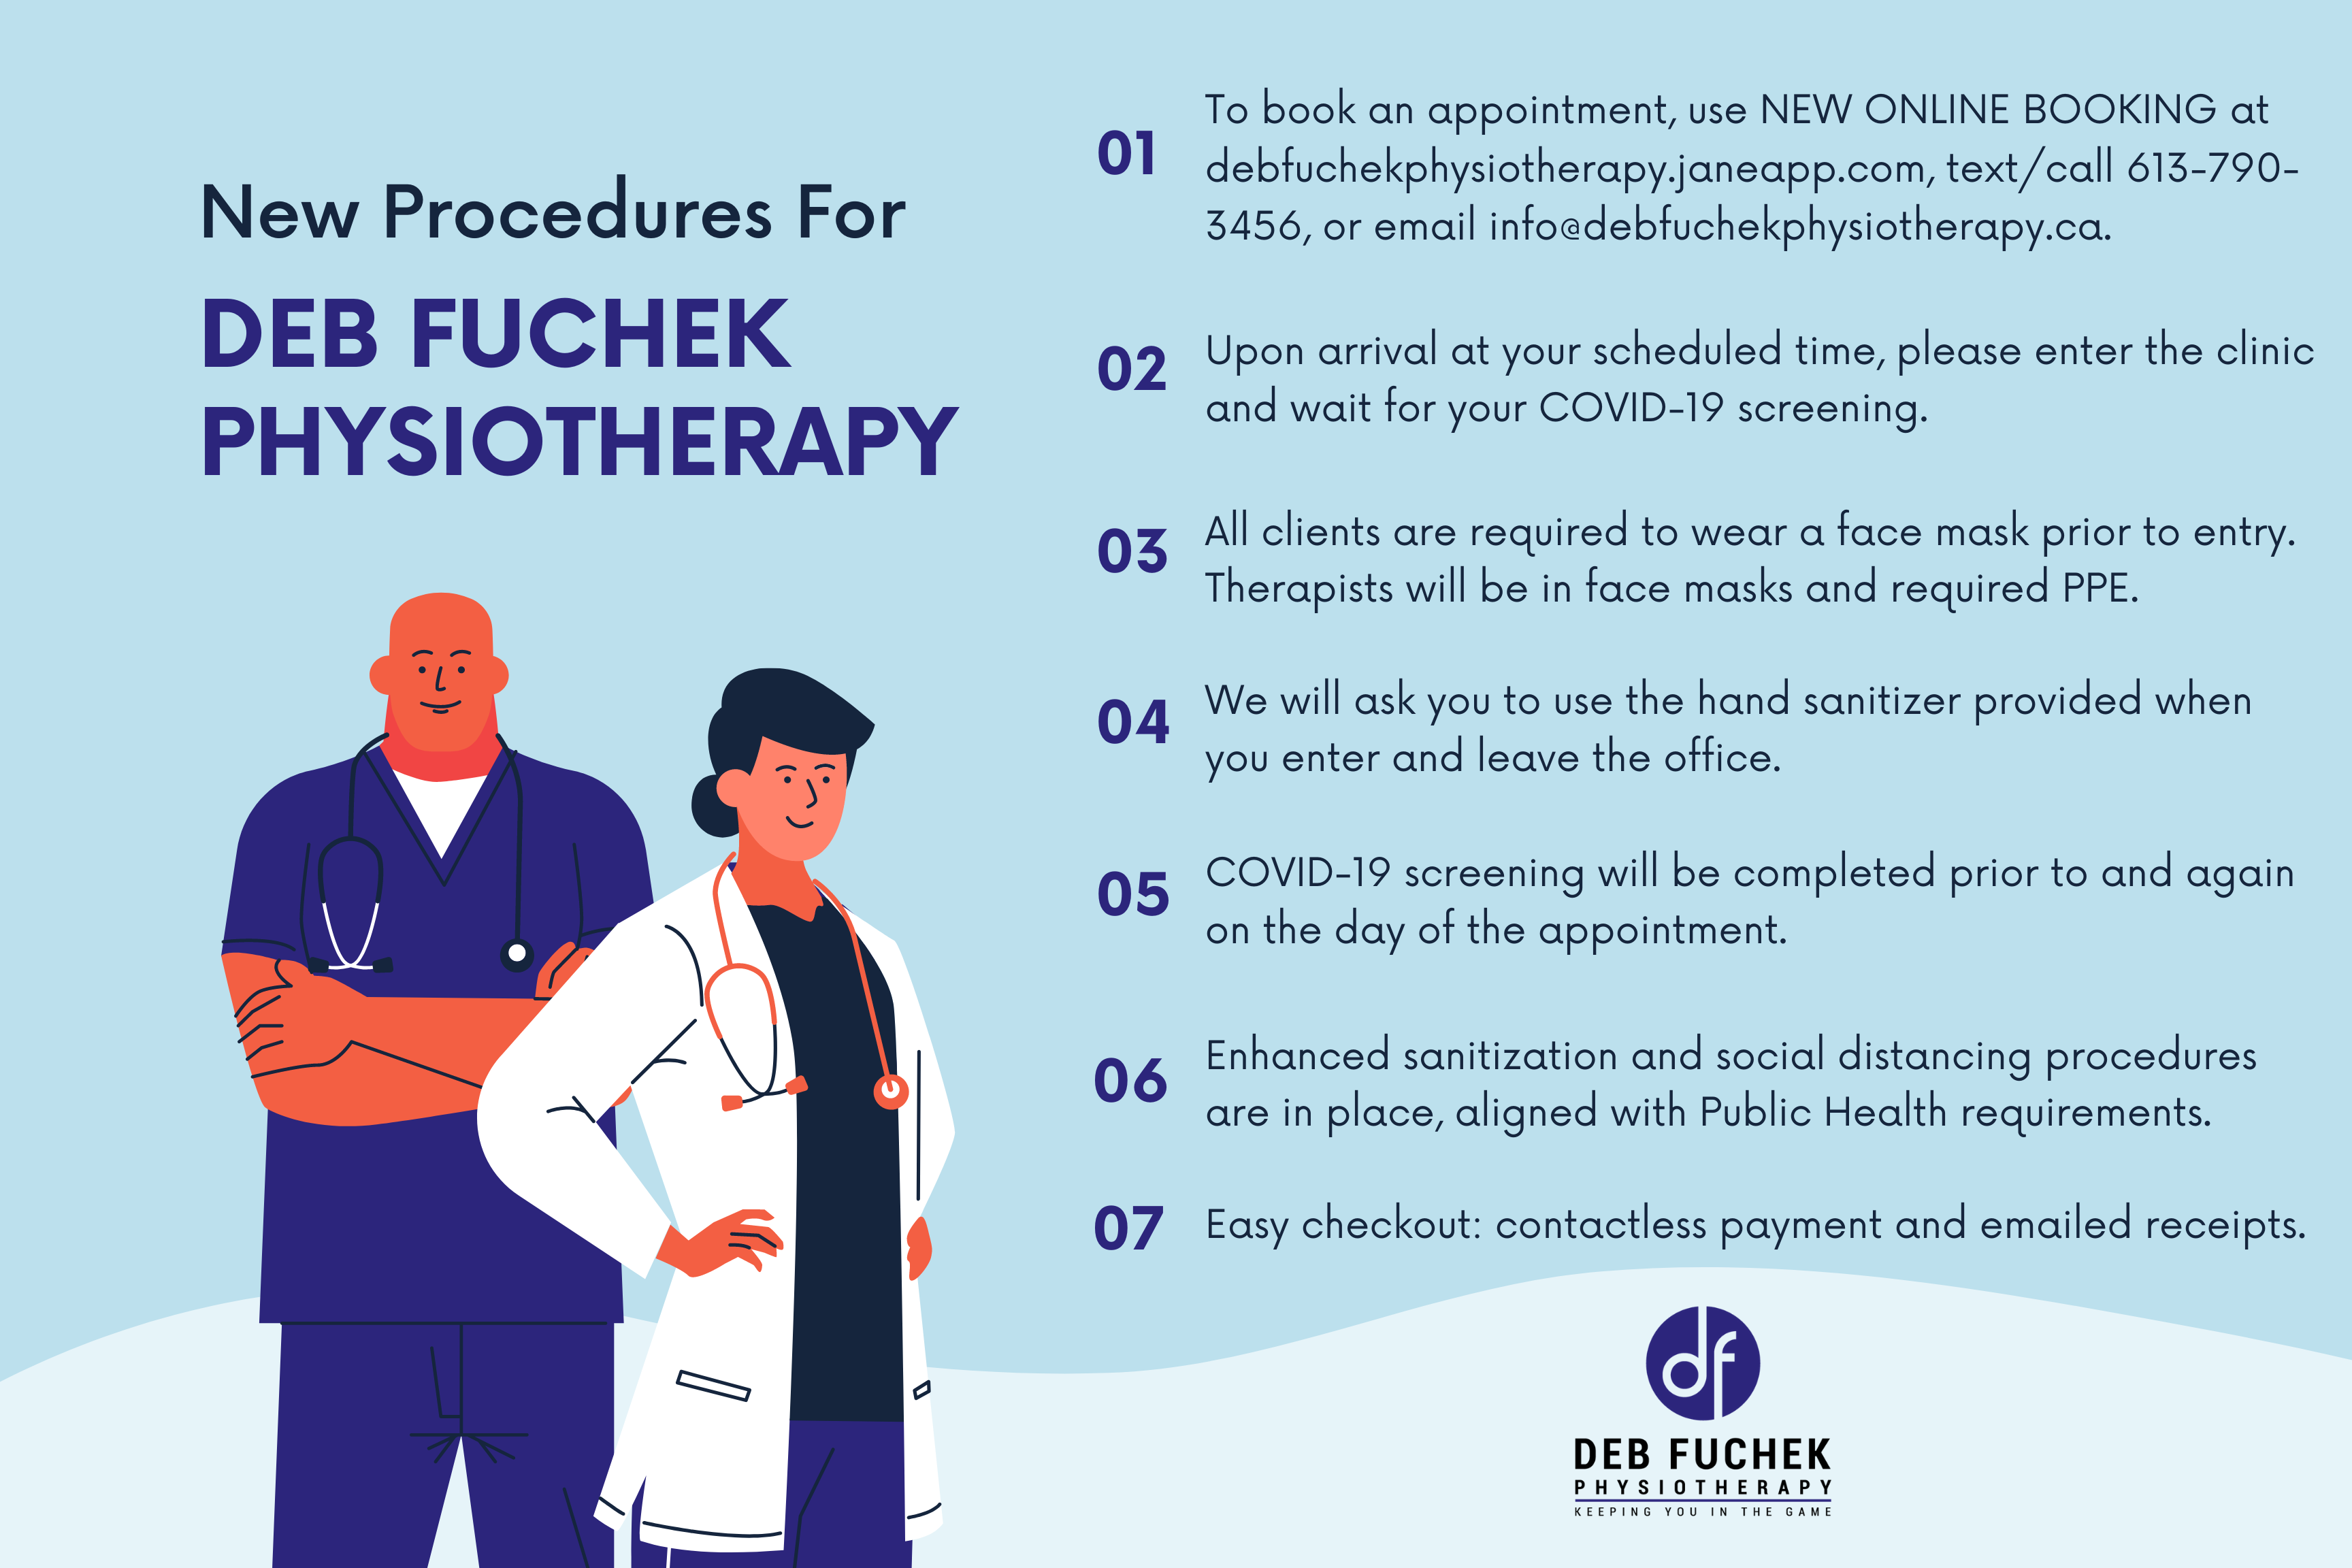 New Procedures For
DEB FUCHEK
PHYSIOTHERAPY
01
To book an appointment, use NEW ONLINE BOOKING at
debfuchekphysiotherapy.janeapp.com, text/call 613-790-
3456, or email info@debfuchekphysiotherapy.ca.
02
Upon arrival at your scheduled time, please enter the clinic
and wait for your COVID-19 screening.
03
All clients are required to wear a face mask prior to entry.
Therapists will be in face masks and required PPE.
04
We will ask you to use the hand sanitizer provided when
you enter and leave the office.
05
COVID-19 screening will be completed prior to and again
on the day of the appointment.
06
Enhanced sanitization and social distancing procedures
are in place, aligned with Public Health requirements.
07
Easy checkout: contactless payment and emailed receipts.
df
DEB FUCHEK
PHYSIOTHERAPY
KEEPING YOU IN THE GAME